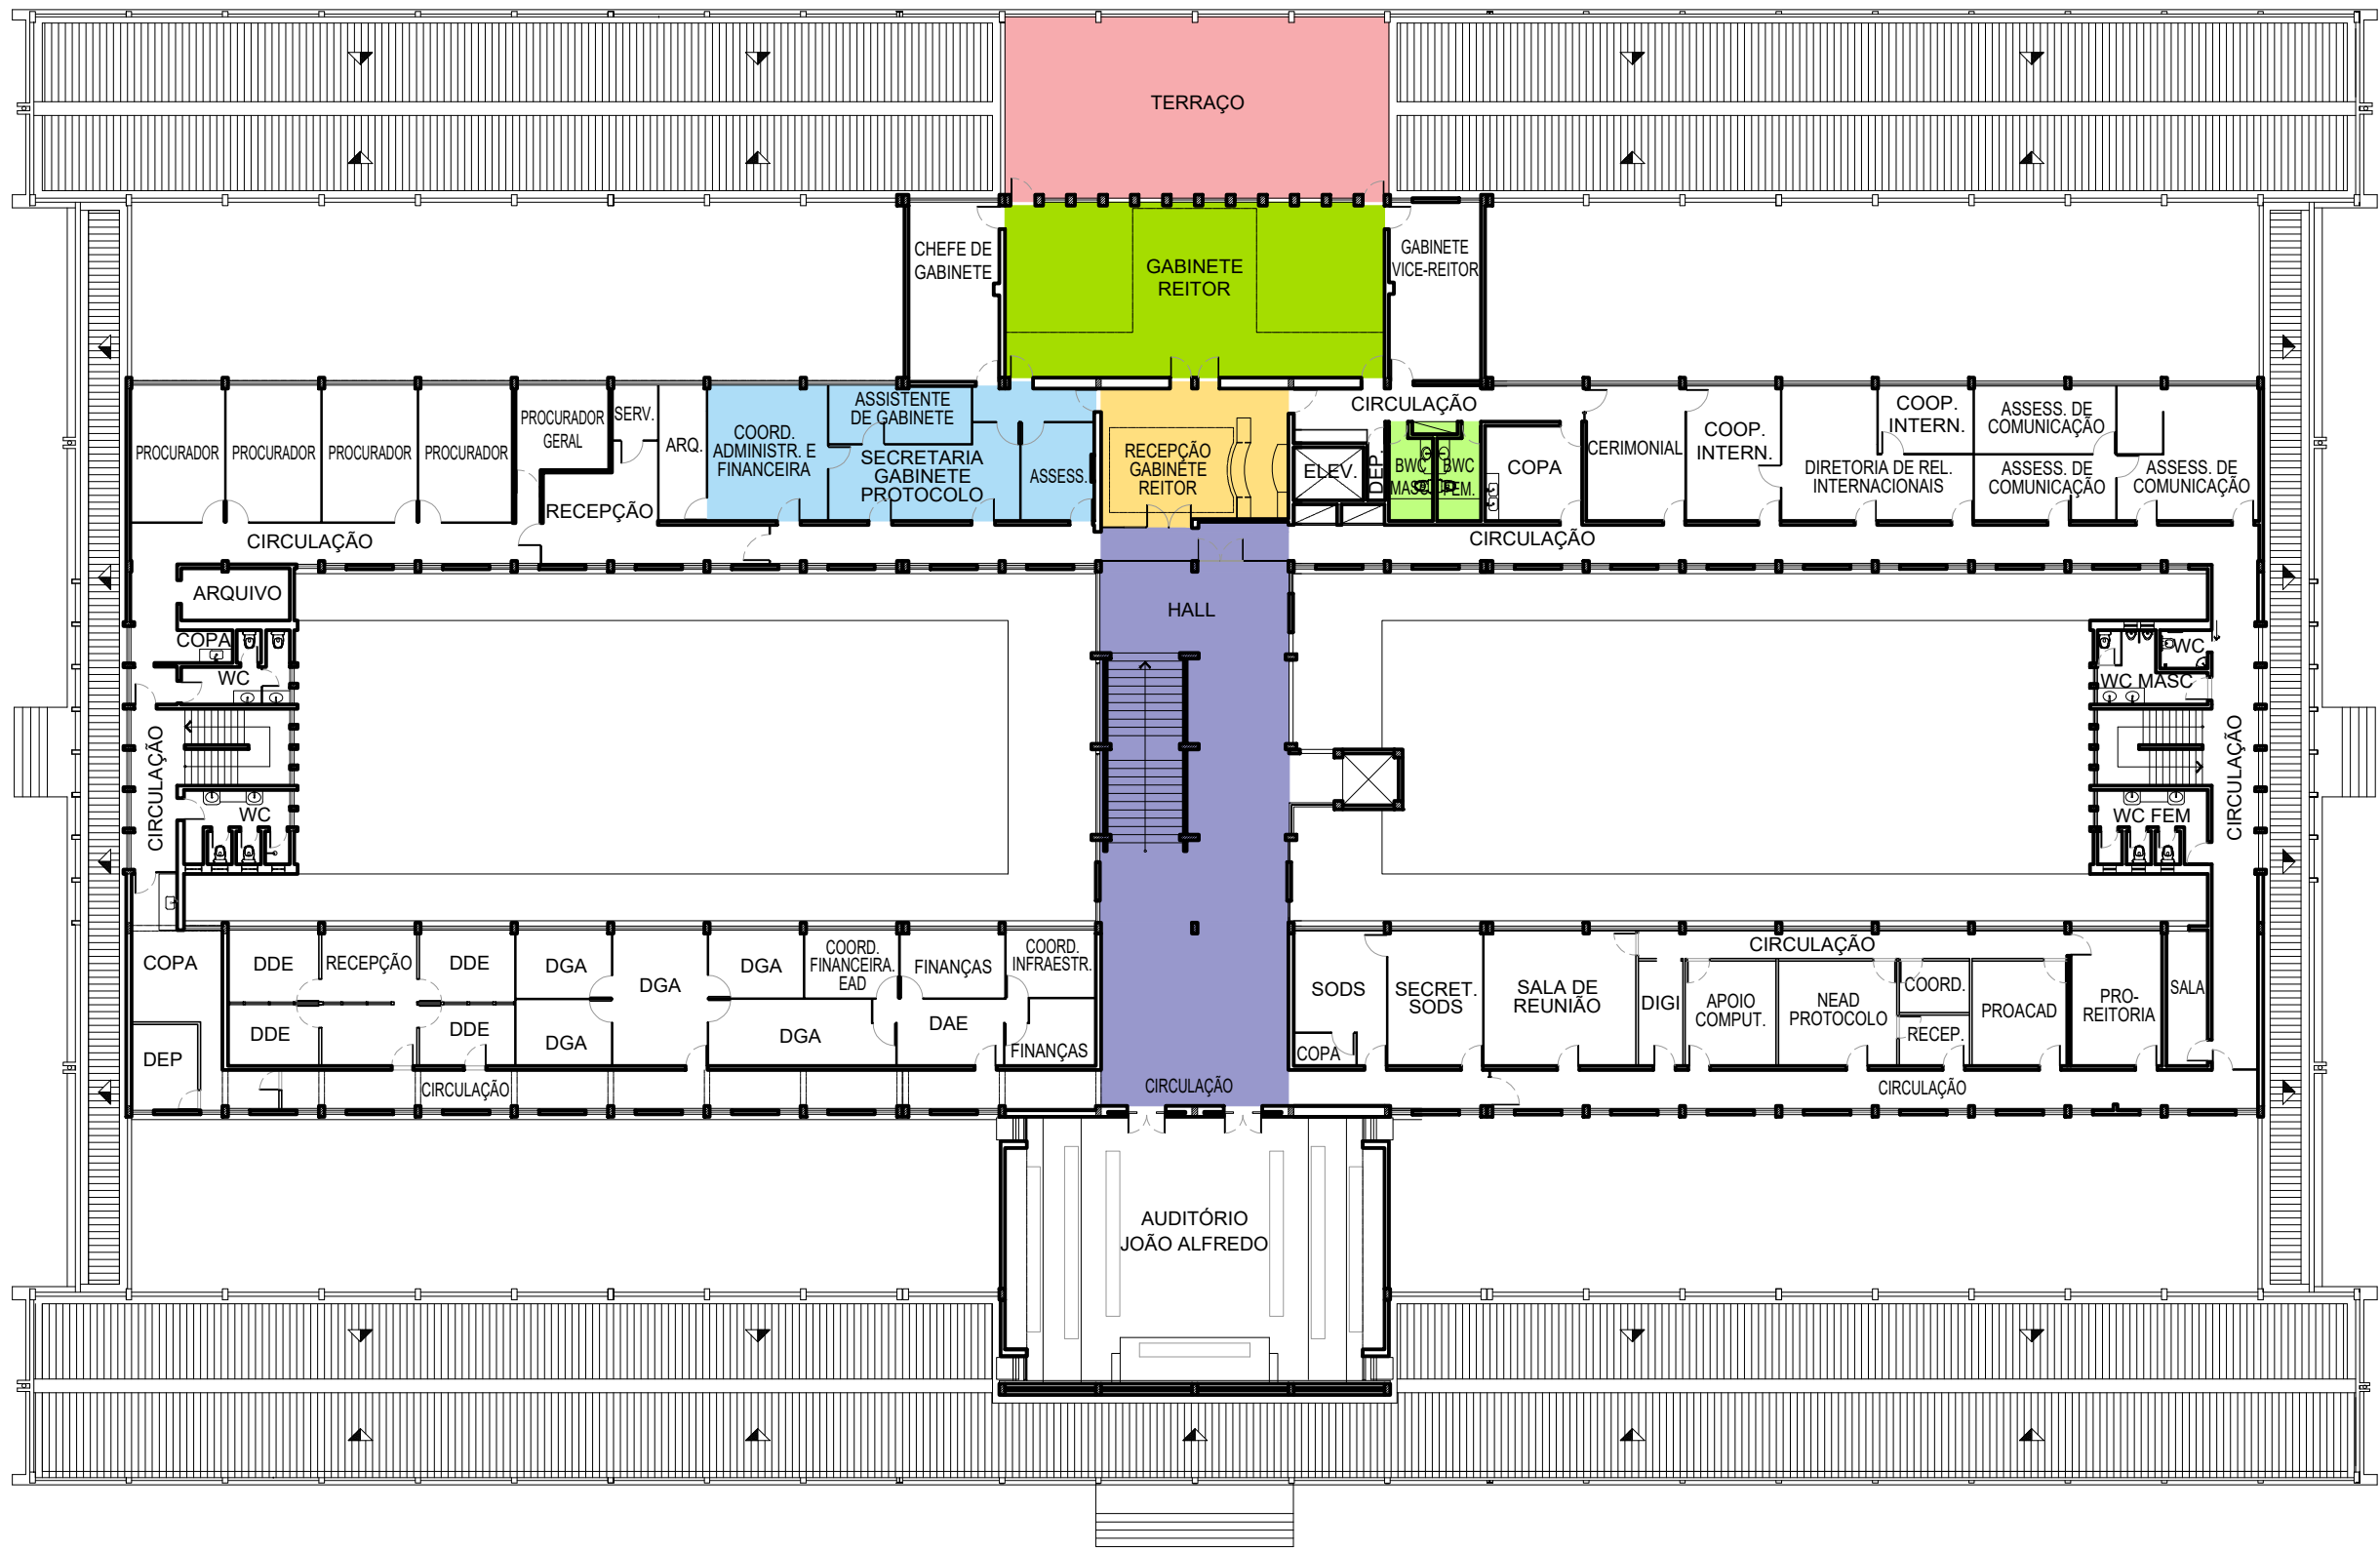 TERRAÇO
CHEFE DE
GABINETE
GABINETE
REITOR
GABINETE
VICE-REITOR
PROCURADOR
PROCURADOR
PROCURADOR
PROCURADOR
PROCURADOR
GERAL
SERV.
ARQ.
RECEPÇÃO
COORD.
ADMINISTR. E
FINANCEIRA
ASSISTENTE
DE GABINETE
SECRETARIA
GABINETE
PROTOCOLO
ASSESS.
RECEPÇÃO
GABINETE
REITOR
CIRCULAÇÃO
ELEV.
DEP.
BWC
MASC.
BWC
FEM.
COPA
CERIMONIAL
COOP.
INTERN.
COOP.
INTERN.
DIRETORIA DE REL.
INTERNACIONAIS
ASSESS. DE
COMUNICAÇÃO
ASSESS. DE
COMUNICAÇÃO
ASSESS. DE
COMUNICAÇÃO
CIRCULAÇÃO
CIRCULAÇÃO
ARQUIVO
COPA
WC
CIRCULAÇÃO
WC
HALL
WC
WC MASC
CIRCULAÇÃO
WC FEM
COPA
DEP
DDE
RECEPÇÃO
DDE
DDE
DDE
DGA
DGA
DGA
DGA
DGA
COORD.
FINANCEIRA.
EAD
FINANÇAS
COORD.
INFRAESTR.
DAE
FINANÇAS
CIRCULAÇÃO
CIRCULAÇÃO
SODS
COPA
SECRET.
SODS
SALA DE
REUNIÃO
DIGI
CIRCULAÇÃO
APOIO
COMPUT.
NEAD
PROTOCOLO
COORD.
RECEP.
PROACAD
PRO-
REITORIA
SALA
CIRCULAÇÃO
AUDITÓRIO
JOÃO ALFREDO